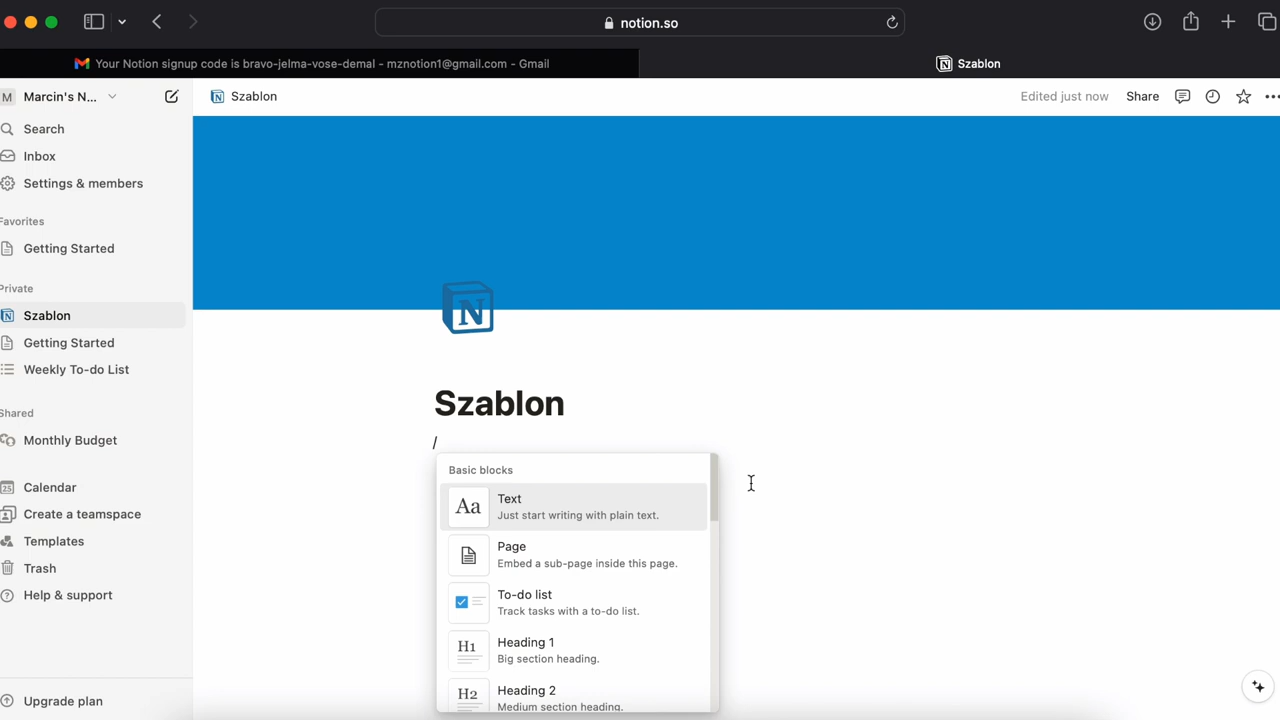 notion.so
Your Notion signup code is bravo-jelma-vose-demal - mznotion1@gmail.com - Gmail
Szablon
M Marcin's N...
Szablon
Edited just now
Share
Search
Inbox
Settings & members
Favorites
Getting Started
Private
Szablon
Getting Started
Weekly To-do List
Shared
Monthly Budget
25 Calendar
Create a teamspace
Templates
Trash
Help & support
Upgrade plan
N
Szablon
/
Basic blocks
Aa Text
Just start writing with plain text.
Page
Embed a sub-page inside this page.
To-do list
Track tasks with a to-do list.
H1 Heading 1
Big section heading.
H2 Heading 2
Medium section heading.